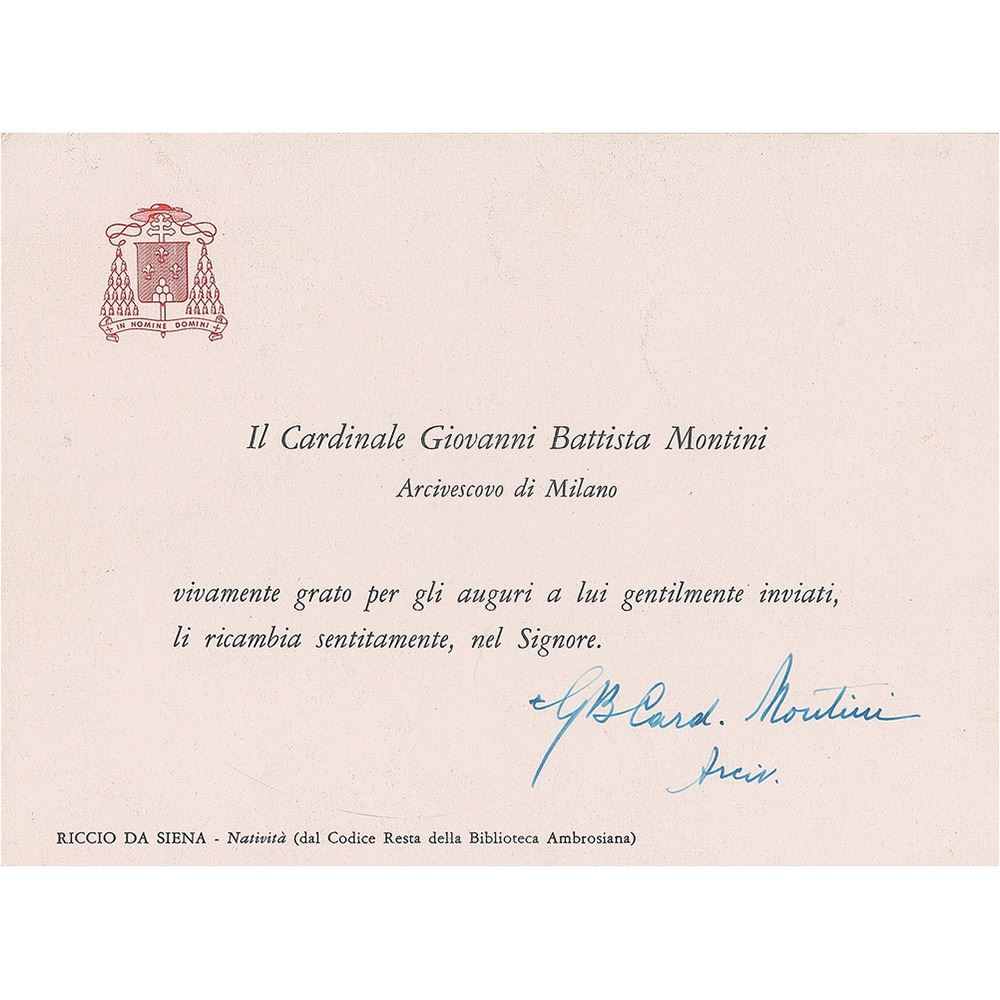 + IN NOMINE DOMINI +
Il Cardinale Giovanni Battista Montini
Arcivescovo di Milano
vivamente grato per gli auguri a lui gentilmente inviati,
li ricambia sentitamente, nel Signore.
+ GB Card. Montini
Arciv.
RICCIO DA SIENA - Natività (dal Codice Resta della Biblioteca Ambrosiana)